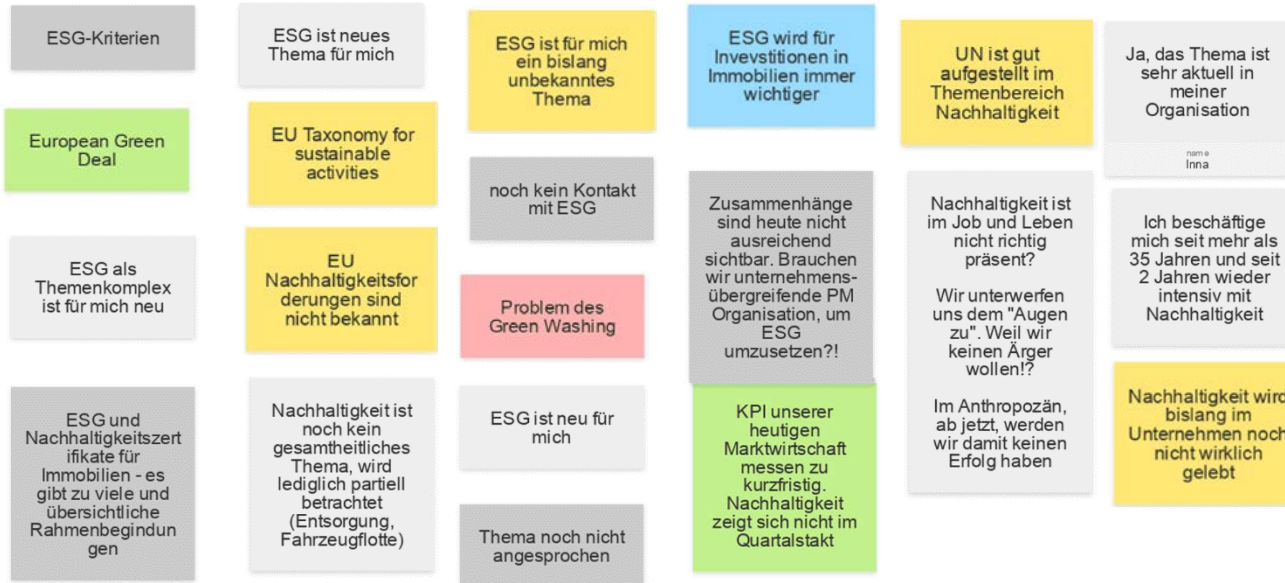 ESG-Kriterien
European Green
Deal
ESG als
Themenkomplex
ist für mich neu
ESG und
Nachhaltigkeitszert
ifikate für
Immobilien - es
gibt zu viele und
übersichtliche
Rahmenbegindun
gen
ESG ist neues
Thema für mich
EU Taxonomy for
sustainable
activities
EU
Nachhaltigkeitsfor
derungen sind
nicht bekannt
Nachhaltigkeit ist
noch kein
gesamtheitliches
Thema, wird
lediglich partiell
betrachtet
(Entsorgung,
Fahrzeugflotte)
ESG ist für mich
ein bislang
unbekanntes
Thema
noch kein Kontakt
mit ESG
Problem des
Green Washing
ESG ist neu für
mich
Thema noch nicht
angesprochen
ESG wird für
Invevstitionen in
Immobilien immer
wichtiger
Zusammenhänge
sind heute nicht
ausreichend
sichtbar. Brauchen
wir unternehmens-
übergreifende PM
Organisation, um
ESG
umzusetzen?!
KPI unserer
heutigen
Marktwirtschaft
messen zu
kurzfristig.
Nachhaltigkeit
zeigt sich nicht im
Quartalstakt
UN ist gut
aufgestellt im
Themenbereich
Nachhaltigkeit
Nachhaltigkeit ist
im Job und Leben
nicht richtig
präsent?
Wir unterwerfen
uns dem "Augen
zu". Weil wir
keinen Ärger
wollen!?
Im Anthropozän,
ab jetzt, werden
wir damit keinen
Erfolg haben
Ja, das Thema ist
sehr aktuell in
meiner
Organisation
name
Inna
Ich beschäftige
mich seit mehr als
35 Jahren und seit
2 Jahren wieder
intensiv mit
Nachhaltigkeit
Nachhaltigkeit wird
bislang im
Unternehmen noch
nicht wirklich
gelebt